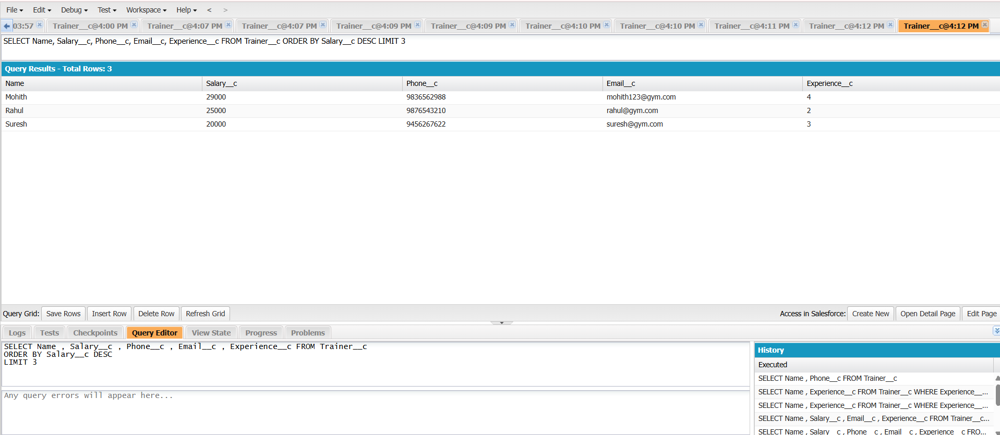 File Edit Debug Test Workspace Help < >
03:57 Trainer__c@4:00 PM Trainer__c@4:07 PM Trainer__c@4:07 PM Trainer__c@4:09 PM Trainer__c@4:09 PM Trainer__c@4:10 PM Trainer__c@4:10 PM Trainer__c@4:11 PM Trainer__c@4:12 PM Trainer__c@4:12 PM
SELECT Name, Salary__c, Phone__c, Email__c, Experience__c FROM Trainer__c ORDER BY Salary__c DESC LIMIT 3
Query Results - Total Rows: 3
Name Salary__c Phone__c Email__c Experience__c
Mohith 29000 9836562988 mohith123@gym.com 4
Rahul 25000 9876543210 rahul@gym.com 2
Suresh 20000 9456267622 suresh@gym.com 3
Query Grid: Save Rows Insert Row Delete Row Refresh Grid Access in Salesforce: Create New Open Detail Page Edit Page
Logs Tests Checkpoints Query Editor View State Progress Problems
SELECT Name , Salary__c , Phone__c , Email__c , Experience__c FROM Trainer__c
ORDER BY Salary__c DESC
LIMIT 3
Any query errors will appear here...
History
Executed
SELECT Name , Phone__c FROM Trainer__c
SELECT Name , Experience__c FROM Trainer__c WHERE Experience__...
SELECT Name , Experience__c FROM Trainer__c WHERE Experience__...
SELECT Name , Salary__c , Email__c , Experience__c FROM Trainer__c...
SELECT Name , Salary__c , Phone__c , Email__c , Experience__c FRO...